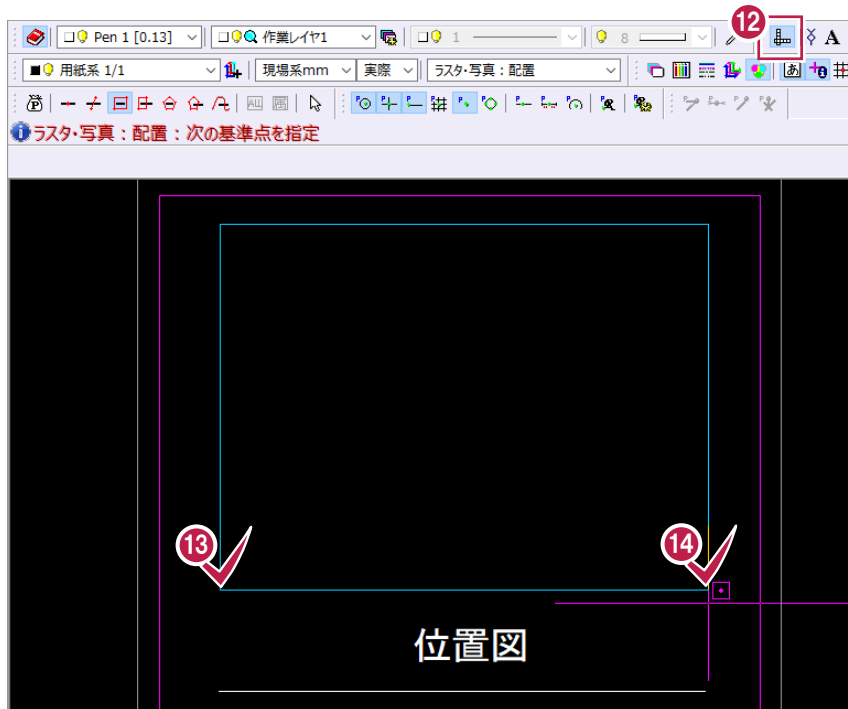 12
Pen 1 [0.13] 作業レイヤ1 1 8 A
用紙系 1/1 現場系mm 実際 ラスタ・写真：配置 あ
ラスタ・写真：配置：次の基準点を指定
13 14
位置図